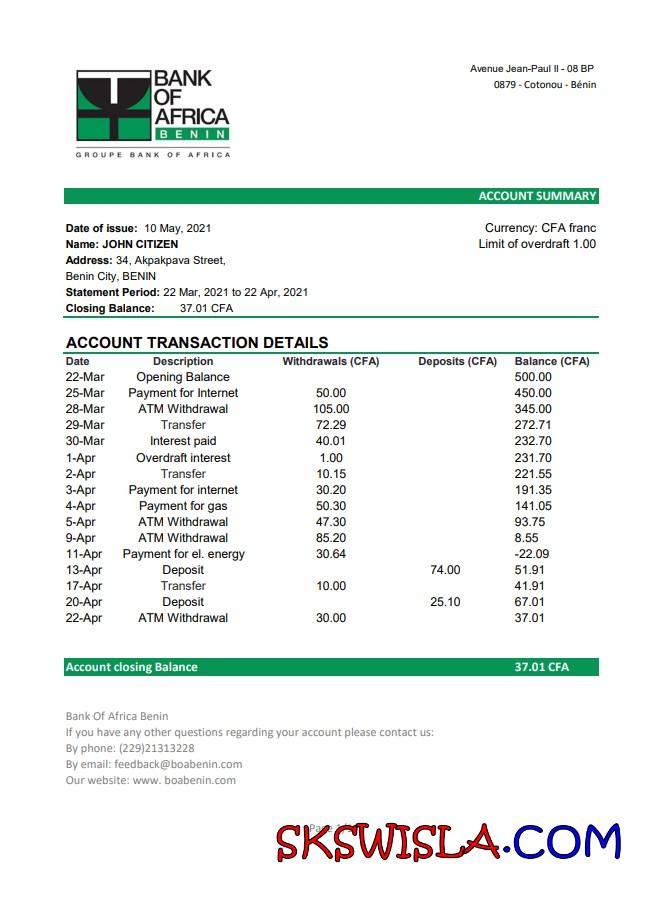 BANK
OF
AFRICA
BENIN
GROUPE BANK OF AFRICA
Avenue Jean-Paul II - 08 BP
0879 - Cotonou - Bénin
ACCOUNT SUMMARY
Date of issue: 10 May, 2021
Name: JOHN CITIZEN
Address: 34, Akpakpava Street,
Benin City, BENIN
Statement Period: 22 Mar, 2021 to 22 Apr, 2021
Closing Balance: 37.01 CFA
Currency: CFA franc
Limit of overdraft 1.00
ACCOUNT TRANSACTION DETAILS
Date Description Withdrawals (CFA) Deposits (CFA) Balance (CFA)
22-Mar Opening Balance 500.00
25-Mar Payment for Internet 50.00 450.00
28-Mar ATM Withdrawal 105.00 345.00
29-Mar Transfer 72.29 272.71
30-Mar Interest paid 40.01 232.70
1-Apr Overdraft interest 1.00 231.70
2-Apr Transfer 10.15 221.55
3-Apr Payment for internet 30.20 191.35
4-Apr Payment for gas 50.30 141.05
5-Apr ATM Withdrawal 47.30 93.75
9-Apr ATM Withdrawal 85.20 8.55
11-Apr Payment for el. energy 30.64 -22.09
13-Apr Deposit 74.00 51.91
17-Apr Transfer 10.00 41.91
20-Apr Deposit 25.10 67.01
22-Apr ATM Withdrawal 30.00 37.01
Account closing Balance 37.01 CFA
Bank Of Africa Benin
If you have any other questions regarding your account please contact us:
By phone: (229)21313228
By email: feedback@boabenin.com
Our website: www. boabenin.com
SKSWISLA.COM